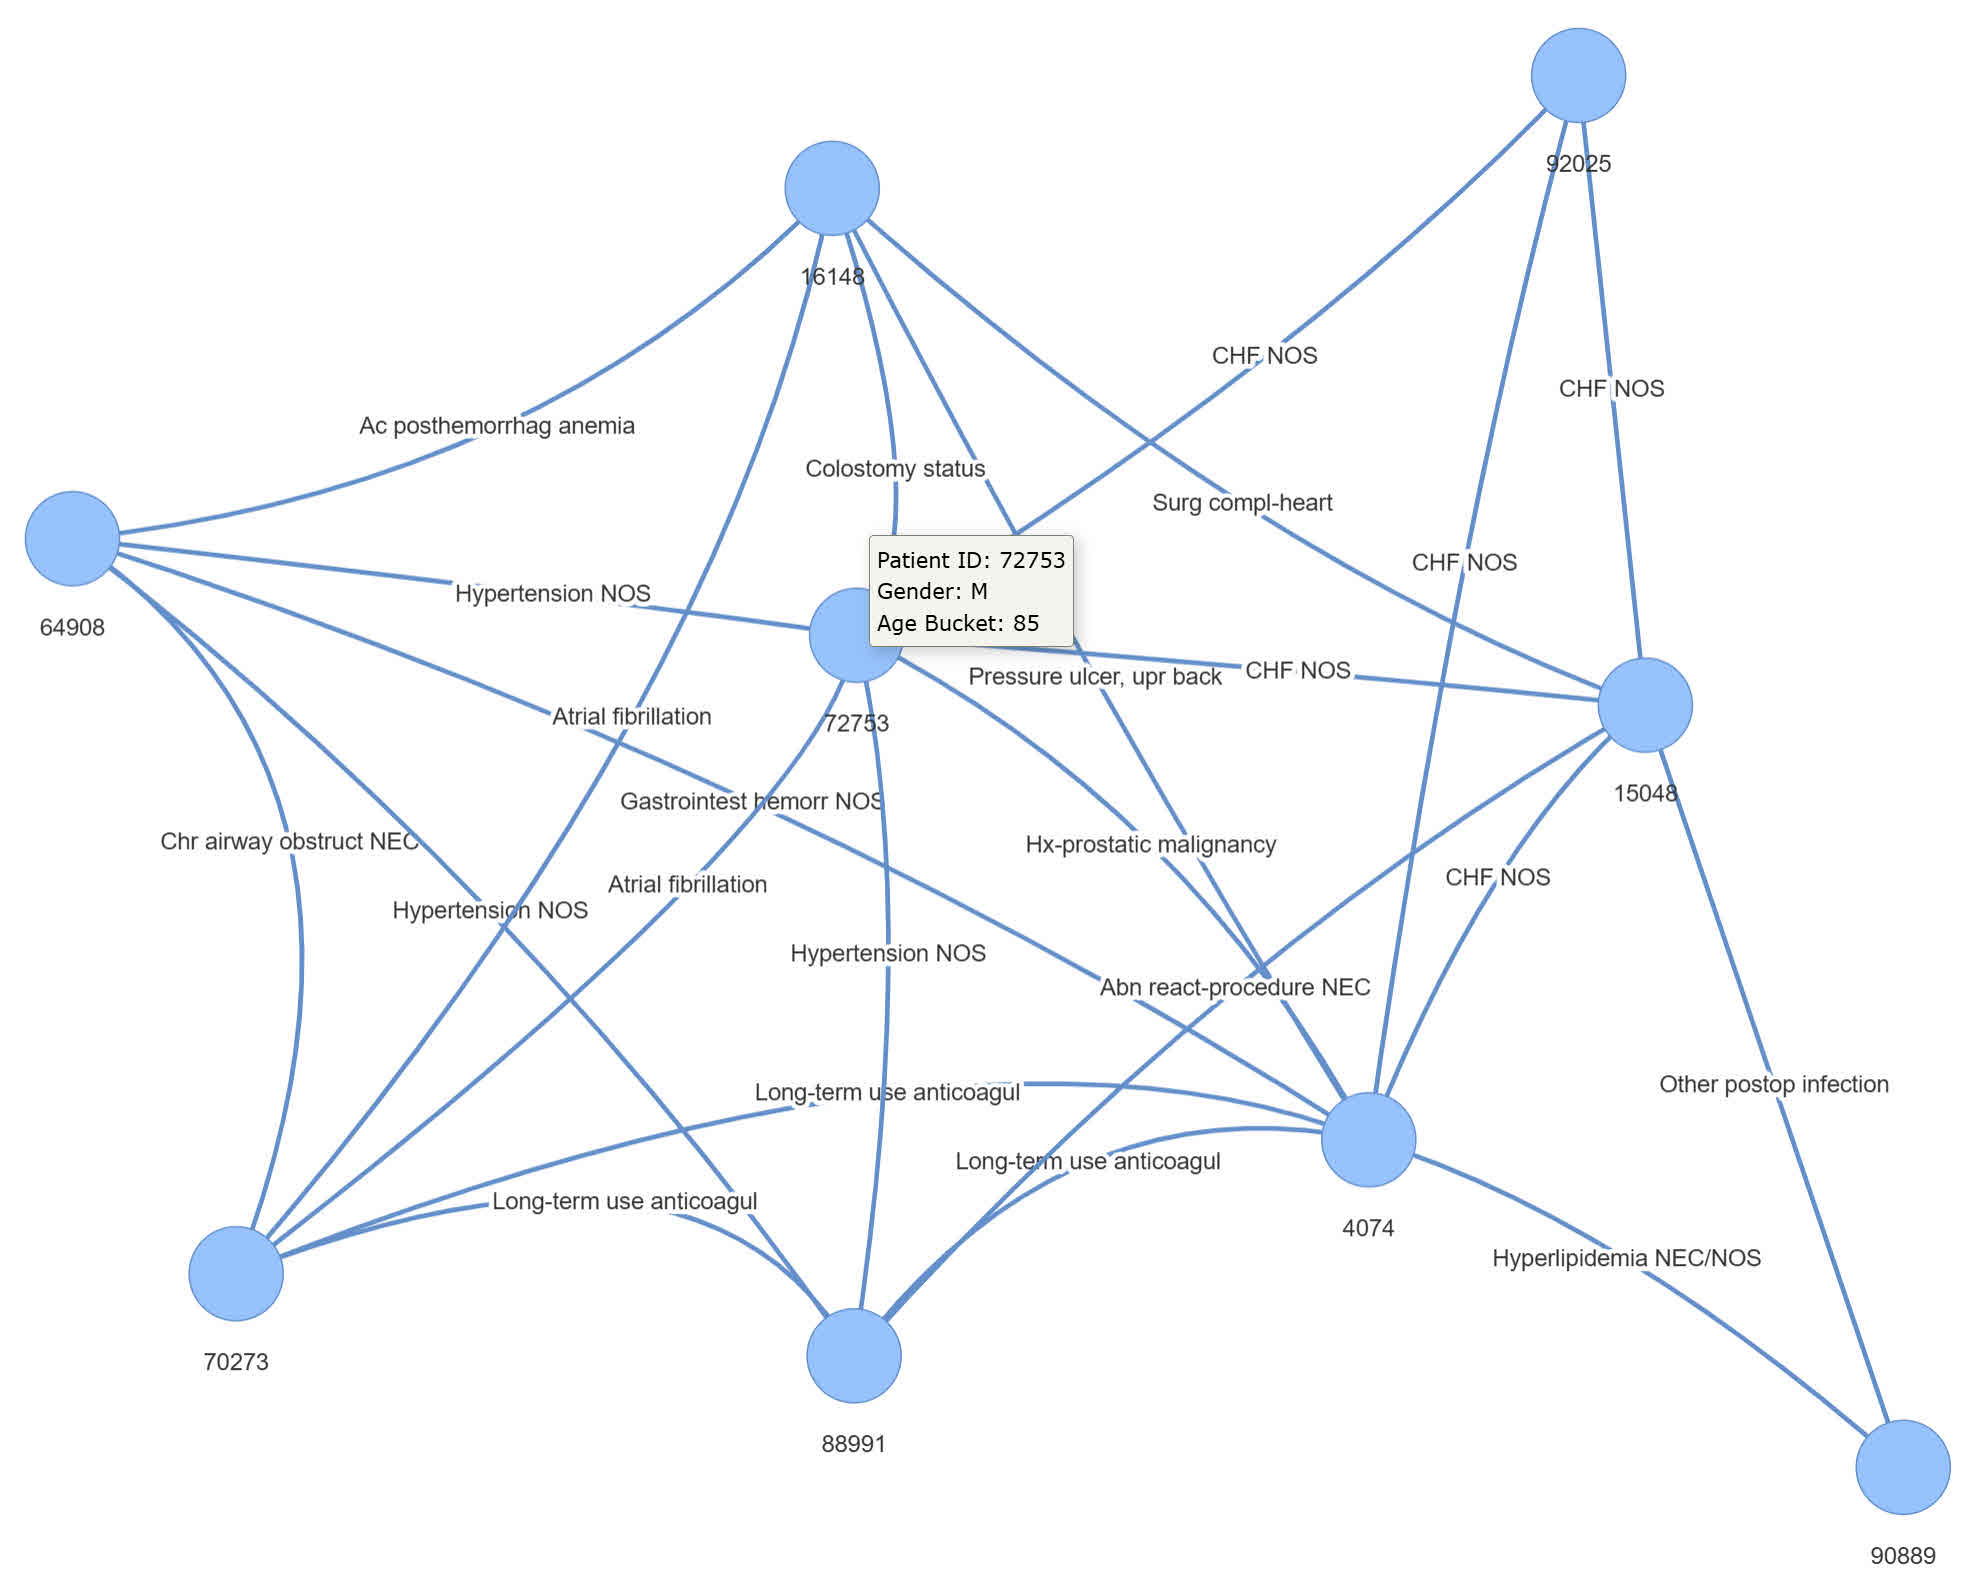 92025
16148
CHF NOS
CHF NOS
Ac posthemorrhag anemia
Colostomy status
Surg compl-heart
Patient ID: 72753
Gender: M
Age Bucket: 85
CHF NOS
Hypertension NOS
64908
Pressure ulcer, upr back
CHF NOS
Atrial fibrillation
72753
15048
Gastrointest hemorr NOS
Chr airway obstruct NEC
Hx-prostatic malignancy
Atrial fibrillation
CHF NOS
Hypertension NOS
Hypertension NOS
Abn react-procedure NEC
Long-term use anticoagul
Other postop infection
Long-term use anticoagul
Long-term use anticoagul
4074
Hyperlipidemia NEC/NOS
70273
88991
90889